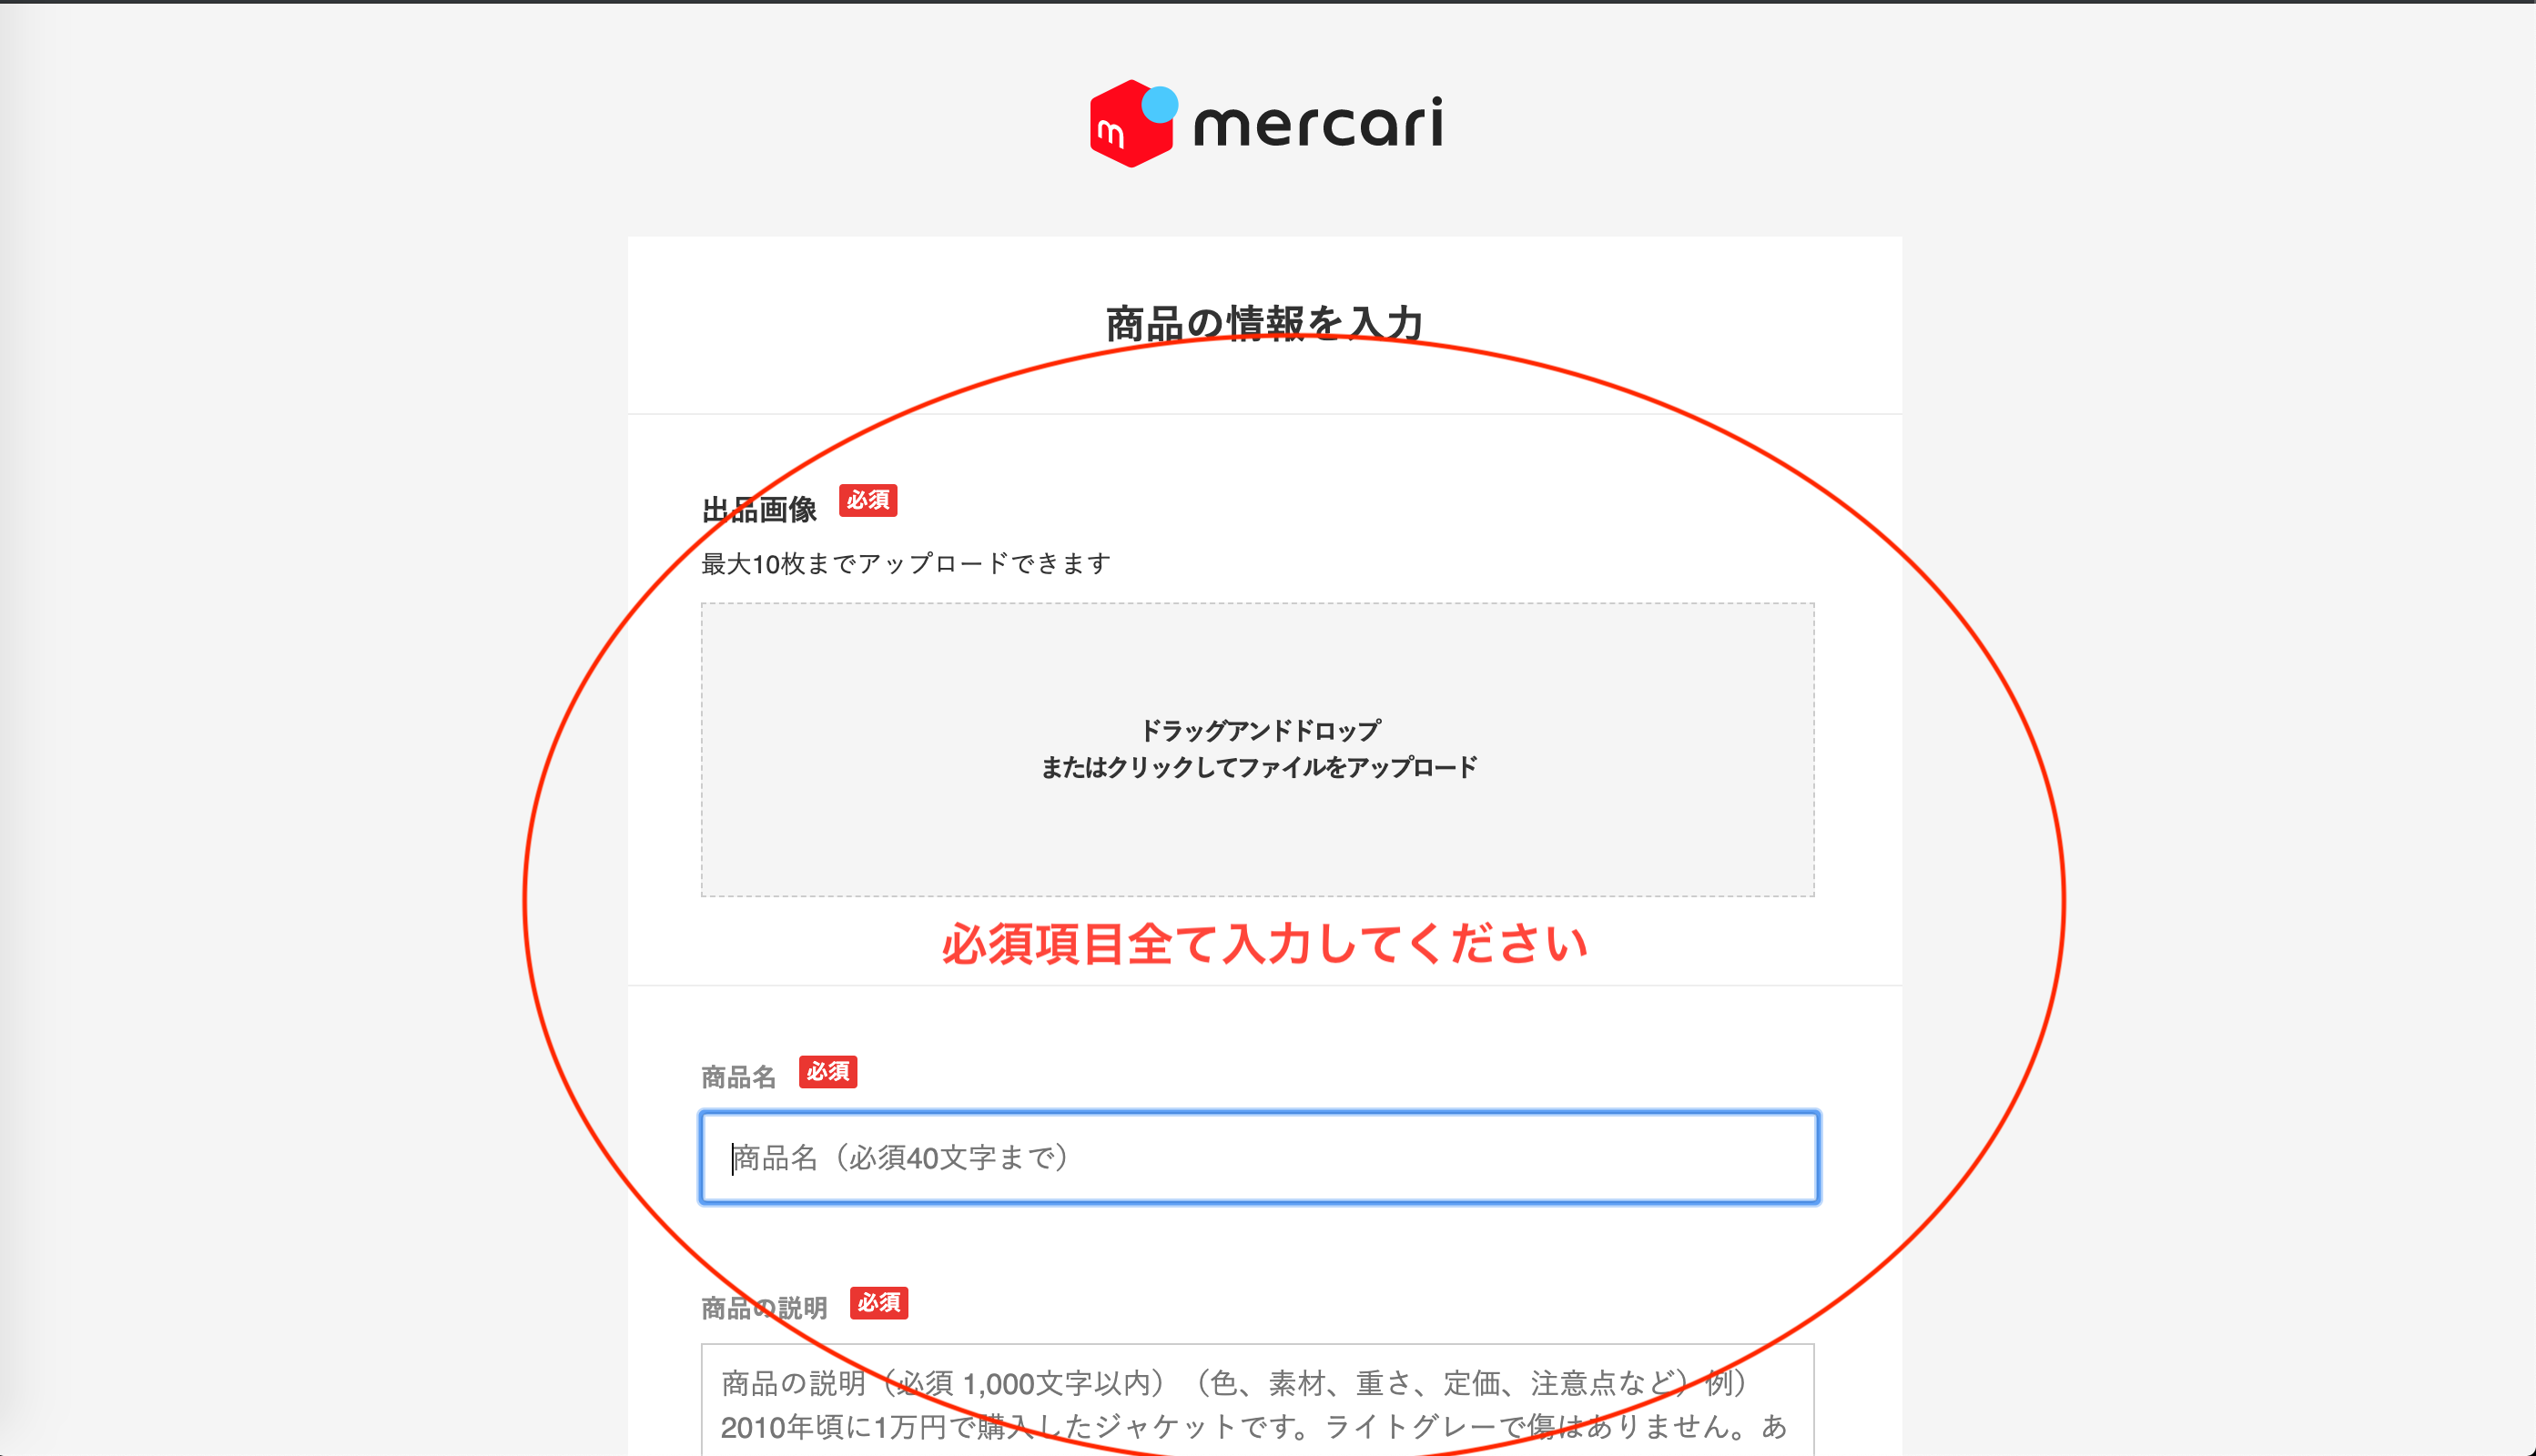 m mercari
商品の情報を入力
出品画像 必須
最大10枚までアップロードできます
ドラッグアンドドロップ
またはクリックしてファイルをアップロード
必須項目全て入力してください
商品名 必須
商品名（必須40文字まで）
商品の説明 必須
商品の説明（必須 1,000文字以内）（色、素材、重さ、定価、注意点など）例）
2010年頃に1万円で購入したジャケットです。ライトグレーで傷はありません。あ